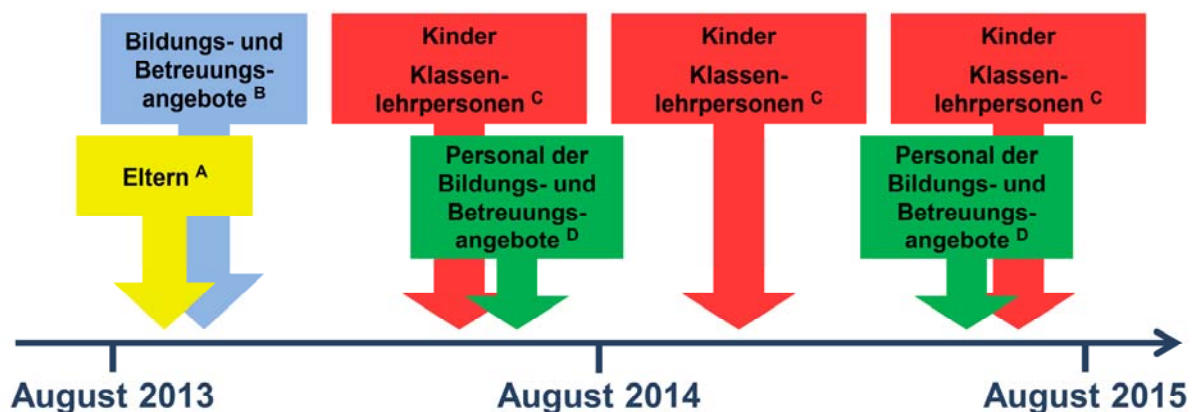 Bildungs- und
Betreuungs-
angebote B
Eltern A
Kinder
Klassen-
lehrpersonen C
Personal der
Bildungs- und
Betreuungs-
angebote D
Kinder
Klassen-
lehrpersonen C
Kinder
Klassen-
lehrpersonen C
Personal der
Bildungs- und
Betreuungs-
angebote D
August 2013
August 2014
August 2015